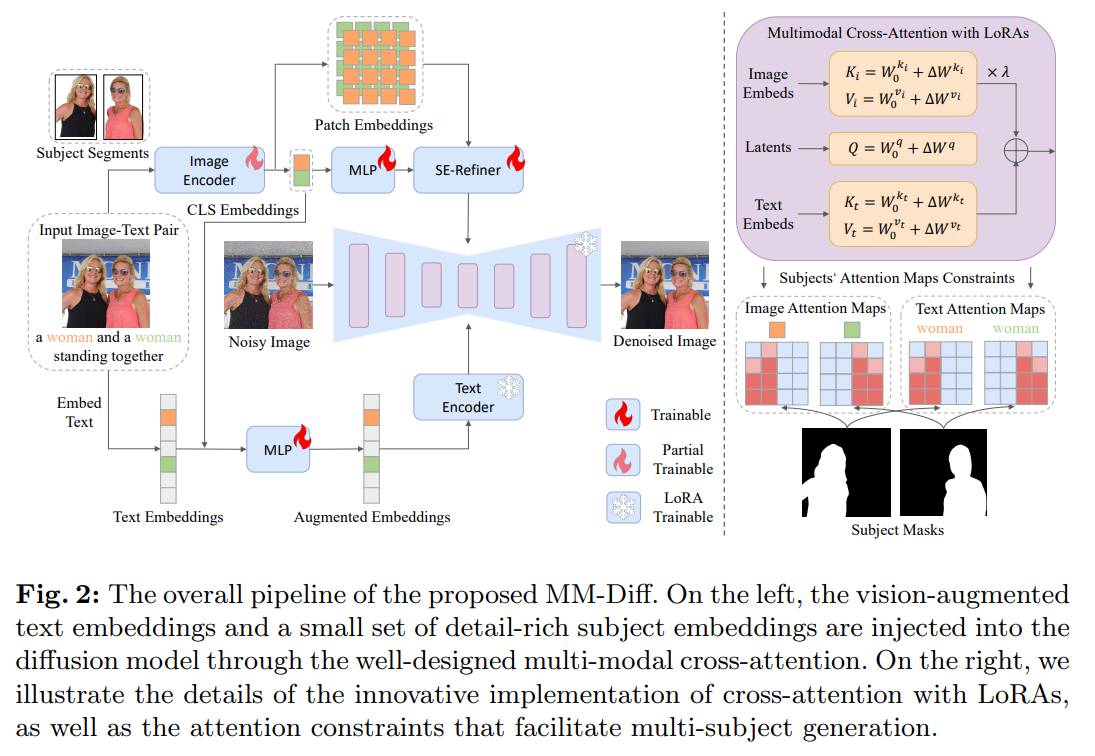 Subject Segments
Image
Encoder
CLS Embeddings
Patch Embeddings
MLP
SE-Refiner
Input Image-Text Pair
a woman and a woman
standing together
Noisy Image
Denoised Image
Embed
Text
Text Embeddings
MLP
Augmented Embeddings
Text
Encoder
Trainable
Partial
Trainable
LoRA
Trainable
Multimodal Cross-Attention with LoRAs
Image
Embeds
K_i = W_0^{k_i} + ΔW^{k_i}
V_i = W_0^{v_i} + ΔW^{v_i}
× λ
Latents
Q = W_0^q + ΔW^q
Text
Embeds
K_t = W_0^{k_t} + ΔW^{k_t}
V_t = W_0^{v_t} + ΔW^{v_t}
Subjects‘ Attention Maps Constraints
Image Attention Maps
Text Attention Maps
woman
woman
Subject Masks
Fig. 2: The overall pipeline of the proposed MM-Diff. On the left, the vision-augmented
text embeddings and a small set of detail-rich subject embeddings are injected into the
diffusion model through the well-designed multi-modal cross-attention. On the right, we
illustrate the details of the innovative implementation of cross-attention with LoRAs,
as well as the attention constraints that facilitate multi-subject generation.